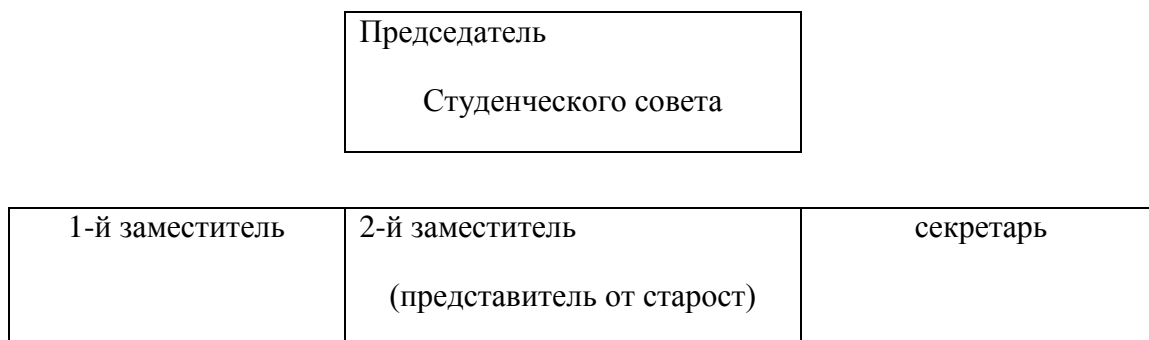 Председатель
Студенческого совета
1-й заместитель
2-й заместитель
(представитель от старост)
секретарь